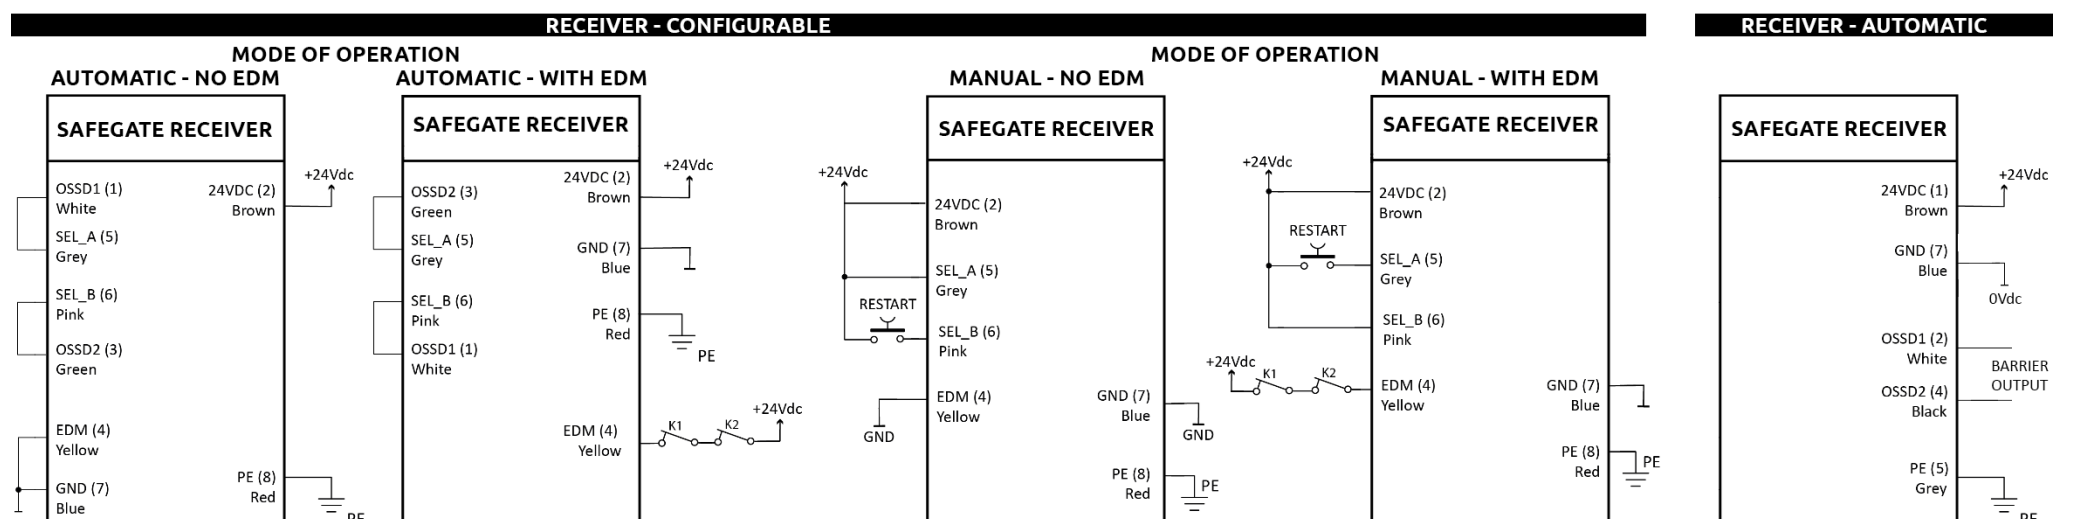 RECEIVER - CONFIGURABLE
MODE OF OPERATION
AUTOMATIC - NO EDM
SAFEGATE RECEIVER
OSSD1 (1)
White
SEL_A (5)
Grey
SEL_B (6)
Pink
OSSD2 (3)
Green
EDM (4)
Yellow
GND (7)
Blue
24VDC (2)
Brown
+24Vdc
PE (8)
Red
PE
AUTOMATIC - WITH EDM
SAFEGATE RECEIVER
OSSD2 (3)
Green
SEL_A (5)
Grey
SEL_B (6)
Pink
OSSD1 (1)
White
24VDC (2)
Brown
+24Vdc
GND (7)
Blue
PE (8)
Red
PE
EDM (4)
Yellow
K1
K2
+24Vdc
MODE OF OPERATION
MANUAL - NO EDM
SAFEGATE RECEIVER
+24Vdc
24VDC (2)
Brown
SEL_A (5)
Grey
RESTART
SEL_B (6)
Pink
EDM (4)
Yellow
GND
GND (7)
Blue
GND
PE (8)
Red
PE
MANUAL - WITH EDM
SAFEGATE RECEIVER
+24Vdc
24VDC (2)
Brown
RESTART
SEL_A (5)
Grey
SEL_B (6)
Pink
+24Vdc
K1
K2
EDM (4)
Yellow
GND (7)
Blue
PE (8)
Red
PE
RECEIVER - AUTOMATIC
SAFEGATE RECEIVER
24VDC (1)
Brown
+24Vdc
GND (7)
Blue
0Vdc
OSSD1 (2)
White
BARRIER
OUTPUT
OSSD2 (4)
Black
PE (5)
Grey
PE